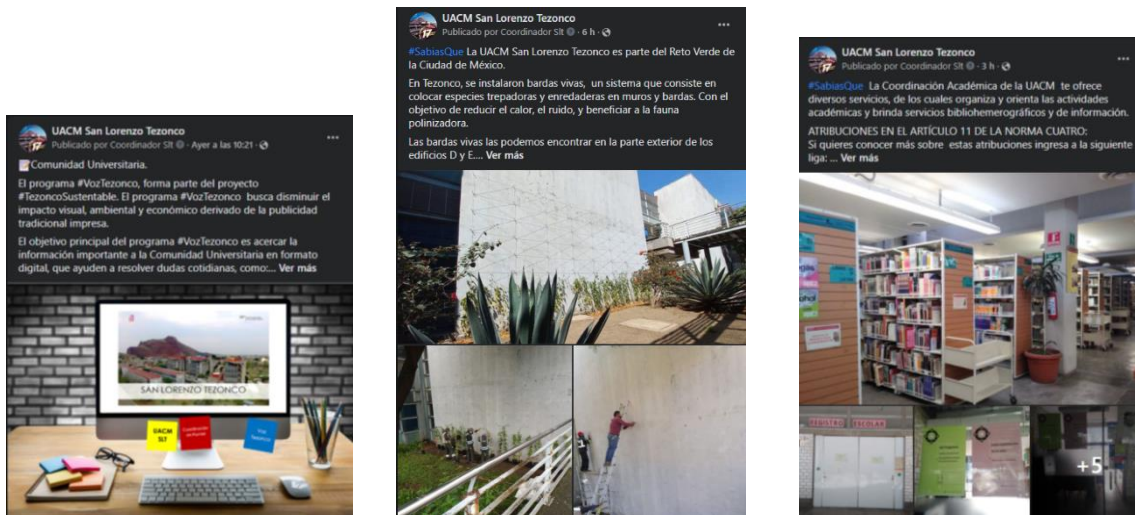 UACM San Lorenzo Tezonco
Publicado por Coordinador Slt · Ayer a las 10:21 ·
Comunidad Universitaria.
El programa #VozTezonco, forma parte del proyecto
#TezoncoSustentable. El programa #VozTezonco busca disminuir el
impacto visual, ambiental y económico derivado de la publicidad
tradicional impresa.
El objetivo principal del programa #VozTezonco es acercar la
información importante a la Comunidad Universitaria en formato
digital, que ayuden a resolver dudas cotidianas, como:... Ver más
SAN LORENZO TEZONCO
UACM
SLT
Voz
Tezonco
UACM San Lorenzo Tezonco
Publicado por Coordinador Slt · 6 h ·
#SabiasQue La UACM San Lorenzo Tezonco es parte del Reto Verde de
la Ciudad de México.
En Tezonco, se instalaron bardas vivas, un sistema que consiste en
colocar especies trepadoras y enredaderas en muros y bardas. Con el
objetivo de reducir el calor, el ruido, y beneficiar a la fauna
polinizadora.
Las bardas vivas las podemos encontrar en la parte exterior de los
edificios D y E.... Ver más
UACM San Lorenzo Tezonco
Publicado por Coordinador Slt · 3 h ·
#SabiasQue La Coordinación Académica de la UACM te ofrece
diversos servicios, de los cuales organiza y orienta las actividades
académicas y brinda servicios bibliohemerográficos y de información.
ATRIBUCIONES EN EL ARTÍCULO 11 DE LA NORMA CUATRO:
Si quieres conocer más sobre estas atribuciones ingresa a la siguiente
liga: ... Ver más
REGISTRO ESCOLAR
+5